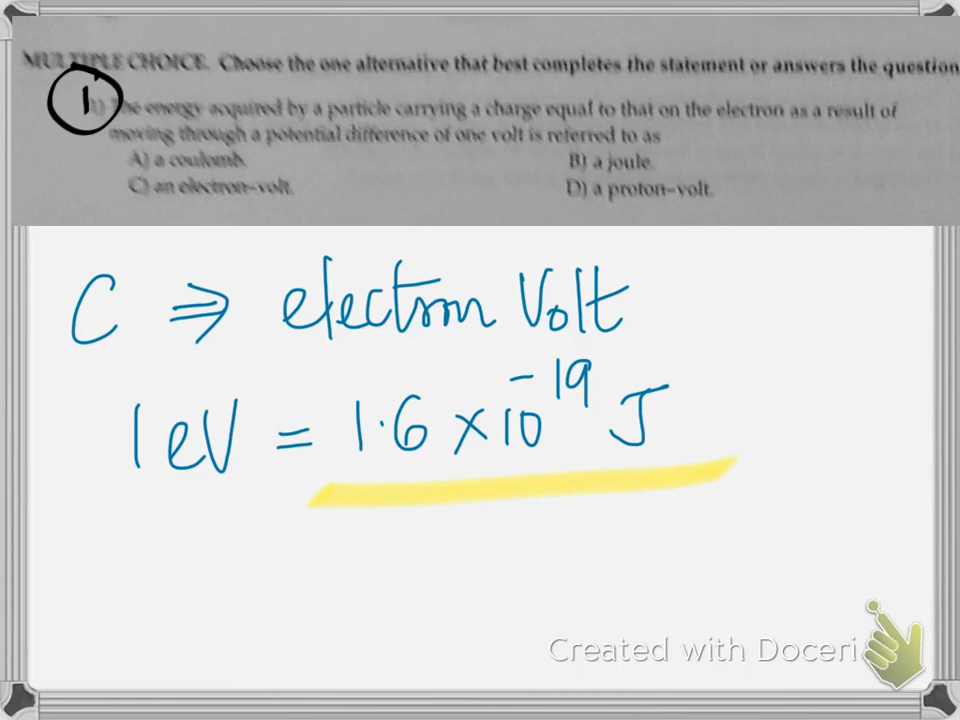 MULTIPLE CHOICE. Choose the one alternative that best completes the statement or answers the question
1) The energy acquired by a particle carrying a charge equal to that on the electron as a result of
moving through a potential difference of one volt is referred to as
A) a coulomb. B) a joule.
C) an electron-volt. D) a proton-volt.
C ⇒ electron Volt
1 eV = 1.6 × 10⁻¹⁹ J
Created with Doceri